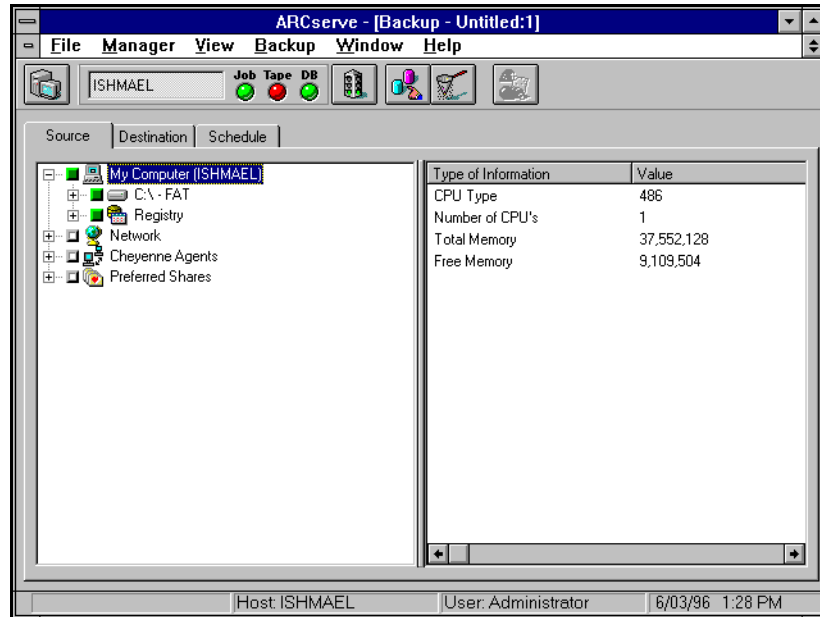 ARCserve - [Backup - Untitled:1]
File Manager View Backup Window Help
ISHMAEL Job Tape DB
Source Destination Schedule
My Computer (ISHMAEL)
C:\ - FAT
Registry
Network
Cheyenne Agents
Preferred Shares
Type of Information Value
CPU Type 486
Number of CPU's 1
Total Memory 37,552,128
Free Memory 9,109,504
Host: ISHMAEL User: Administrator 6/03/96 1:28 PM